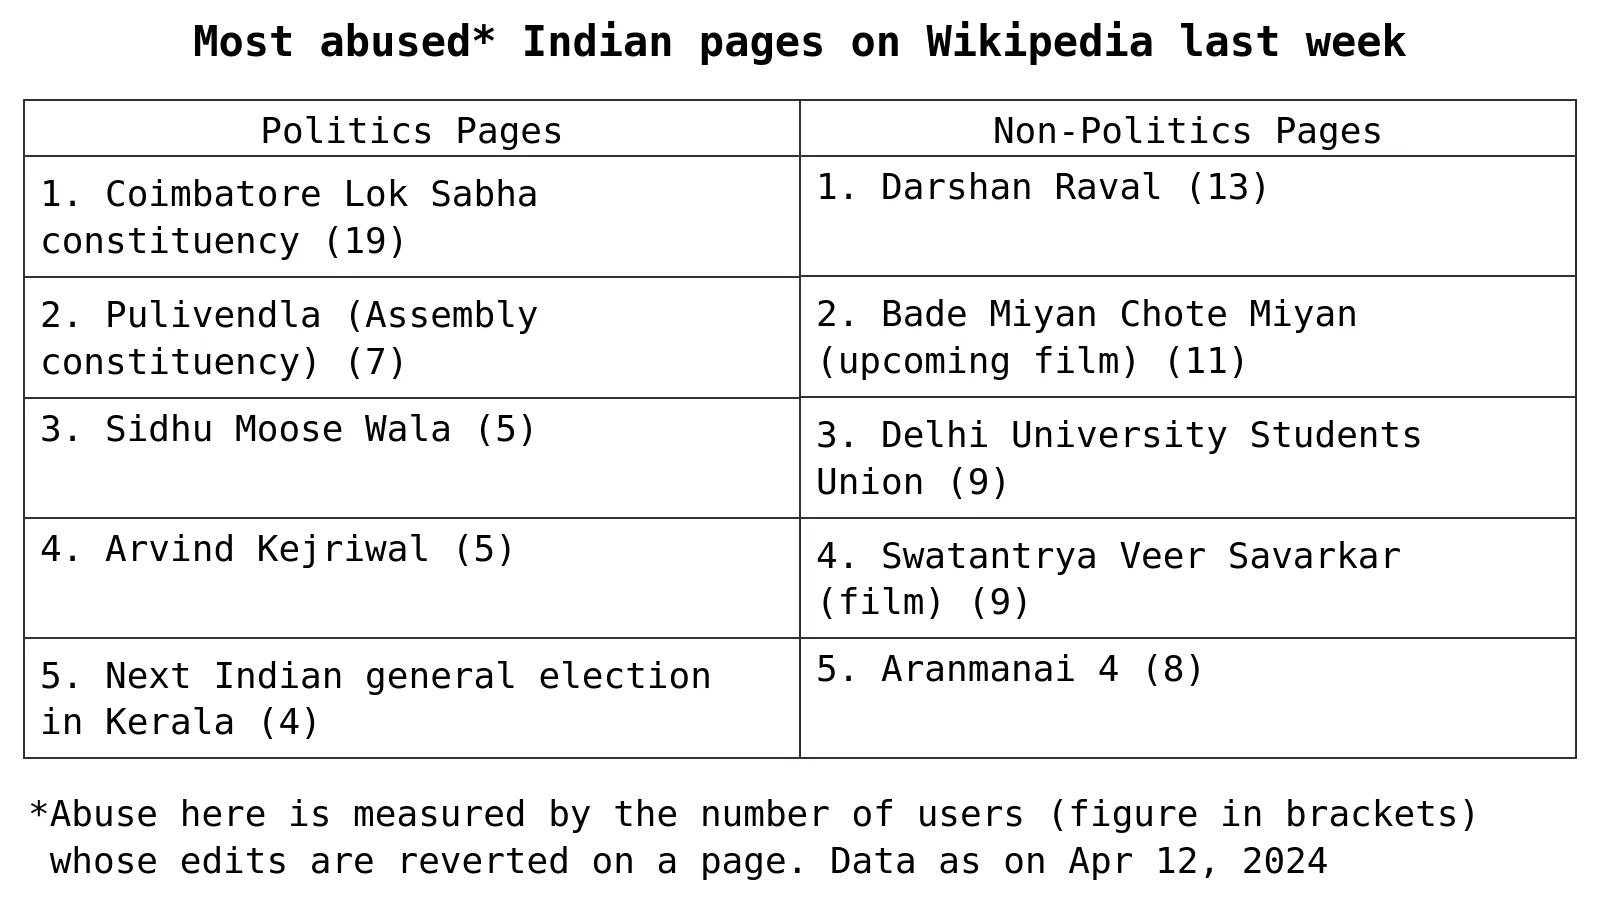 Most abused* Indian pages on Wikipedia last week
Politics Pages
Non-Politics Pages
1. Coimbatore Lok Sabha
constituency (19)
1. Darshan Raval (13)
2. Pulivendla (Assembly
constituency) (7)
2. Bade Miyan Chote Miyan
(upcoming film) (11)
3. Sidhu Moose Wala (5)
3. Delhi University Students
Union (9)
4. Arvind Kejriwal (5)
4. Swatantrya Veer Savarkar
(film) (9)
5. Next Indian general election
in Kerala (4)
5. Aranmanai 4 (8)
*Abuse here is measured by the number of users (figure in brackets)
whose edits are reverted on a page. Data as on Apr 12, 2024